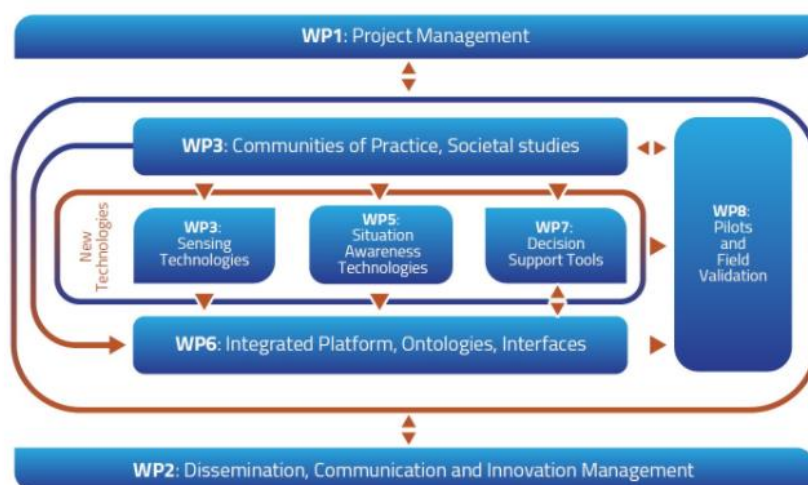 WP1: Project Management
WP3: Communities of Practice, Societal studies
New
Technologies
WP3:
Sensing
Technologies
WP5:
Situation
Awareness
Technologies
WP7:
Decision
Support Tools
WP8:
Pilots
and
Field
Validation
WP6: Integrated Platform, Ontologies, Interfaces
WP2: Dissemination, Communication and Innovation Management